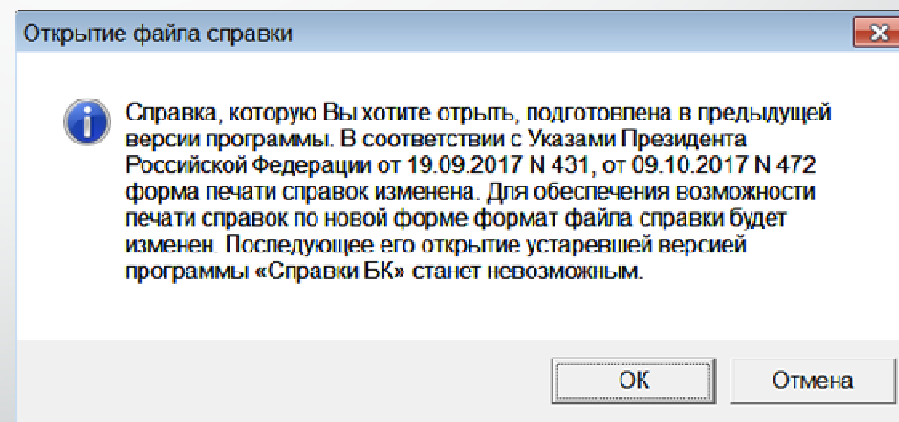 Открытие файла справки
Справка, которую Вы хотите отрыть, подготовлена в предыдущей
версии программы. В соответствии с Указами Президента
Российской Федерации от 19.09.2017 N 431, от 09.10.2017 N 472
форма печати справок изменена. Для обеспечения возможности
печати справок по новой форме формат файла справки будет
изменен. Последующее его открытие устаревшей версией
программы «Справки БК» станет невозможным.
ОК
Отмена